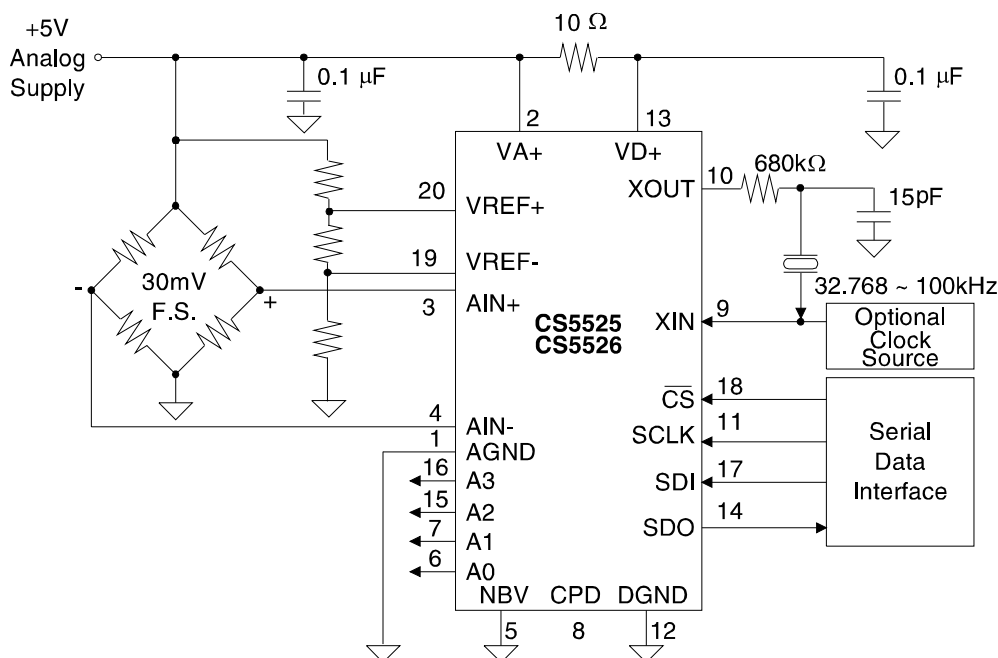 +5V
Analog
Supply
10 Ω
0.1 μF
0.1 μF
2
13
VA+
VD+
680kΩ
10
XOUT
15pF
20
VREF+
19
VREF-
30mV
F.S.
-
+
3
AIN+
32.768 ~ 100kHz
9
XIN
CS5525
CS5526
Optional
Clock
Source
18
CS
11
SCLK
17
SDI
14
SDO
Serial
Data
Interface
4
AIN-
1
AGND
16
A3
15
A2
7
A1
6
A0
NBV
CPD
DGND
5
8
12